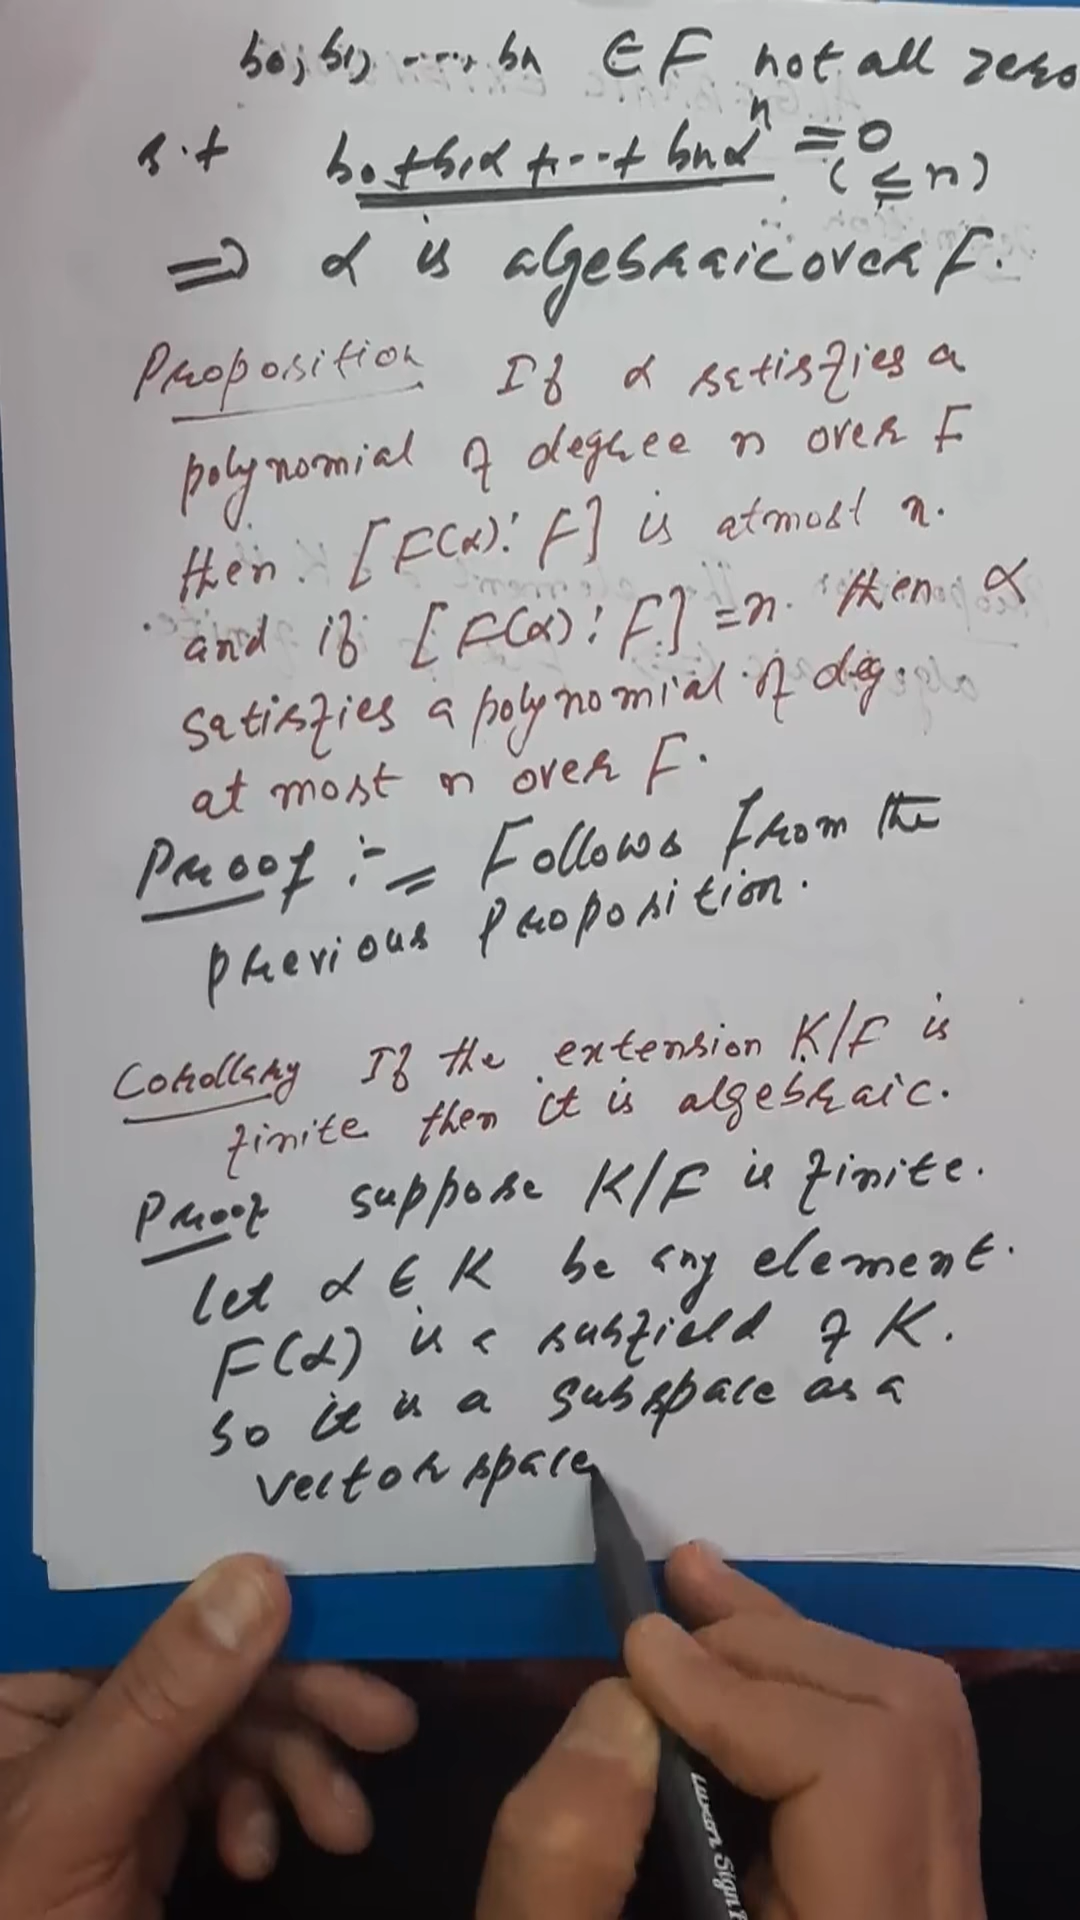 b0, b1, ...., bn ∈ F not all zero
s.t b0 + b1α + ... + bnα^n = 0
(≤ n)
⇒ α is algebraic over F.
Proposition If α satisfies a
polynomial of degree n over F
then [F(α): F] is atmost n.
and if [F(α): F] = n. then α
satisfies a polynomial of deg.
at most n over F.
Proof :- Follows from the
previous proposition.
Corollary If the extension K/F is
finite then it is algebraic.
Proof suppose K/F is finite.
let α ∈ K be any element.
F(α) is a subfield of K.
so it is a subspace as a
vector space
Luxor Sign